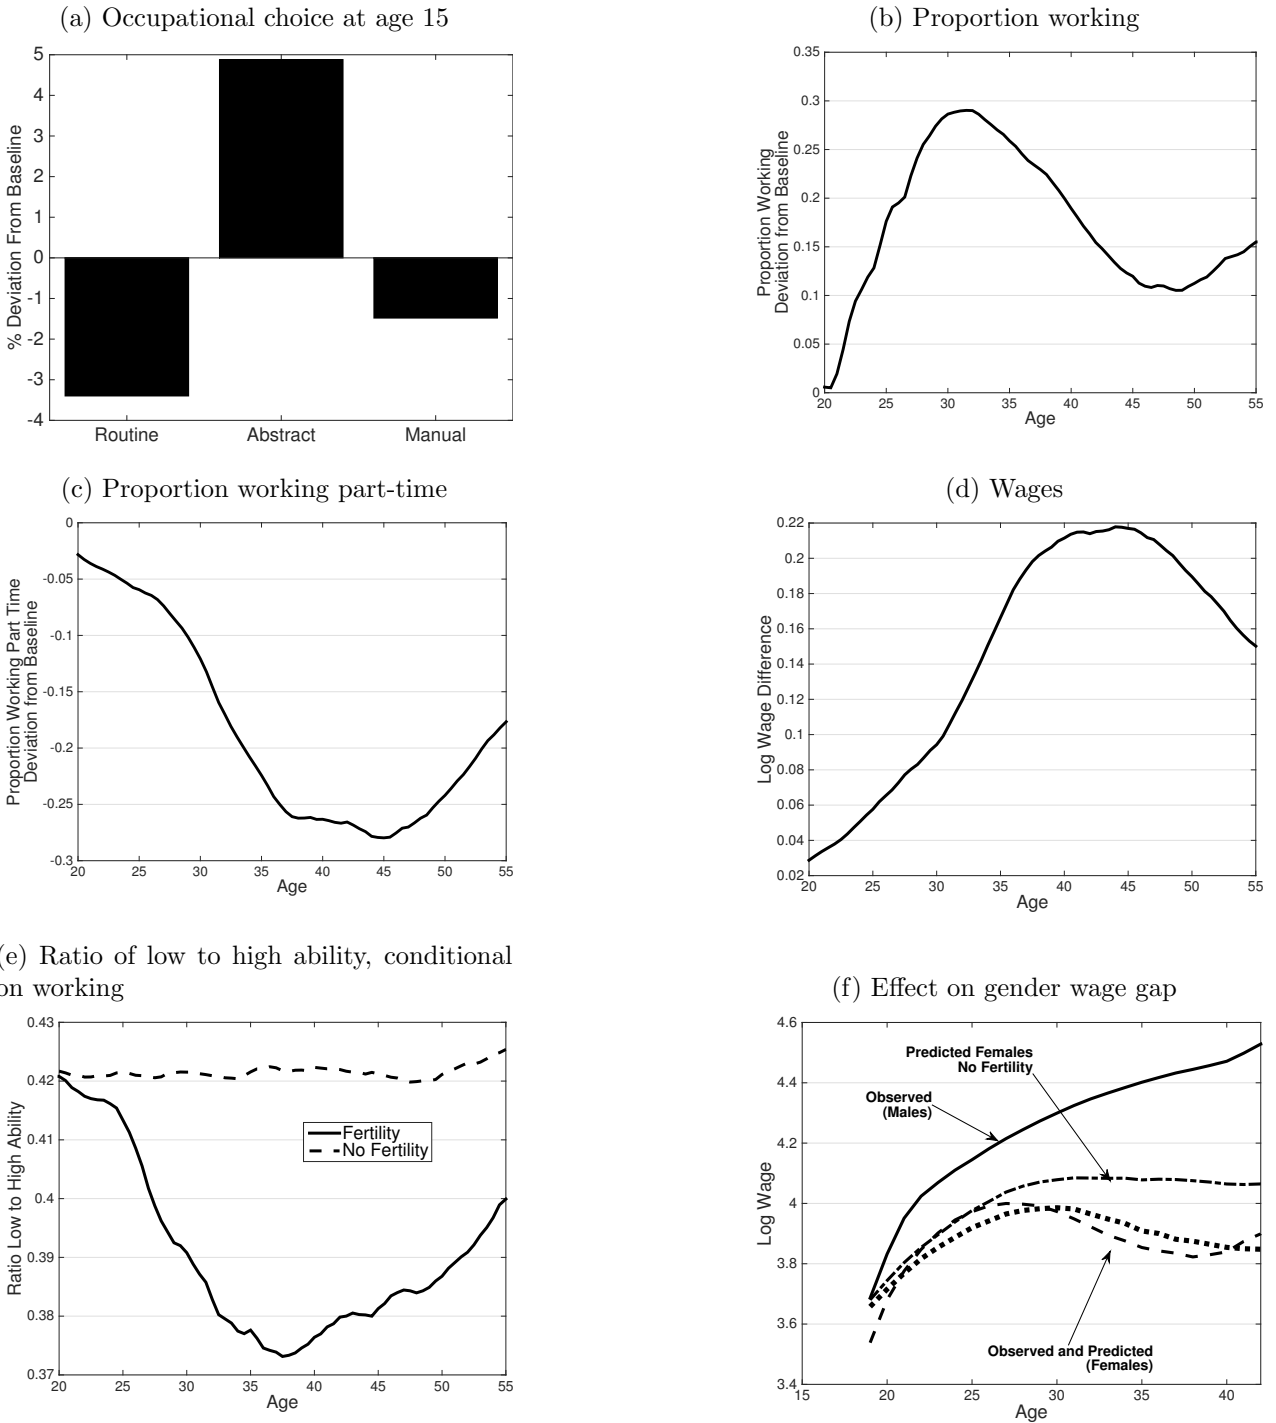 (a) Occupational choice at age 15
5
4
3
2
1
0
-1
-2
-3
-4
% Deviation From Baseline
Routine
Abstract
Manual
(b) Proportion working
0.35
0.3
0.25
0.2
0.15
0.1
0.05
0
Proportion Working
Deviation from Baseline
20
25
30
35
40
45
50
55
Age
(c) Proportion working part-time
0
-0.05
-0.1
-0.15
-0.2
-0.25
-0.3
Proportion Working Part Time
Deviation from Baseline
20
25
30
35
40
45
50
55
Age
(d) Wages
0.22
0.2
0.18
0.16
0.14
0.12
0.1
0.08
0.06
0.04
0.02
Log Wage Difference
20
25
30
35
40
45
50
55
Age
(e) Ratio of low to high ability, conditional
on working
0.43
0.42
0.41
0.4
0.39
0.38
0.37
Ratio Low to High Ability
Fertility
No Fertility
20
25
30
35
40
45
50
55
Age
(f) Effect on gender wage gap
4.6
4.4
4.2
4
3.8
3.6
3.4
Log Wage
Predicted Females
No Fertility
Observed
(Males)
Observed and Predicted
(Females)
15
20
25
30
35
40
Age